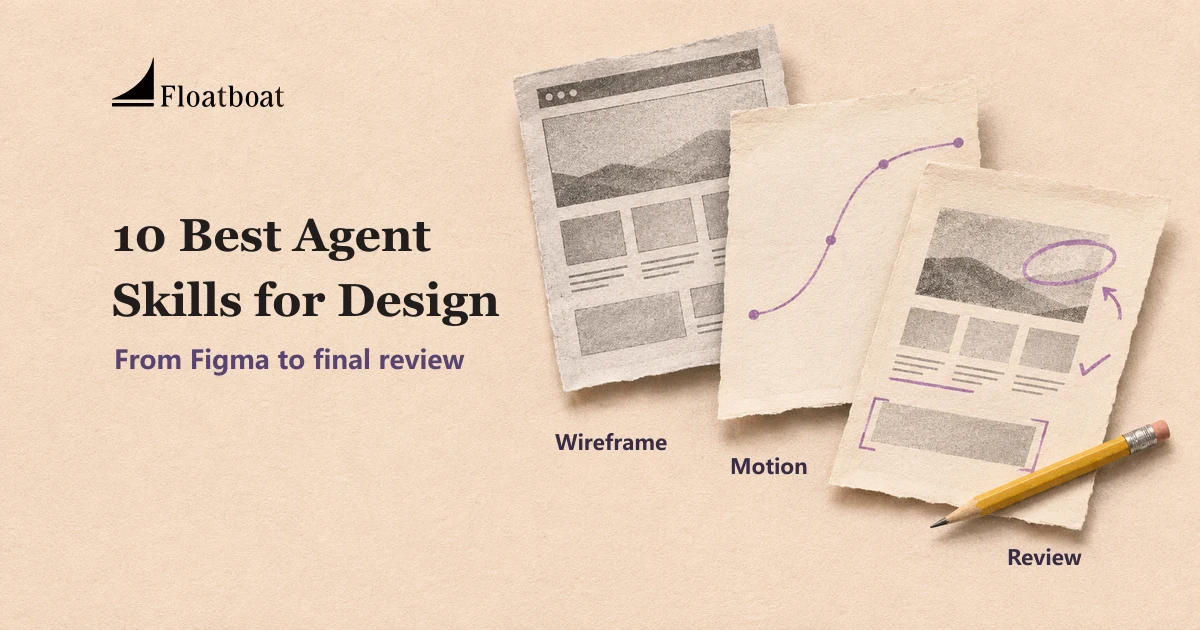 Floatboat
10 Best Agent
Skills for Design
From Figma to final review
Wireframe
Motion
Review